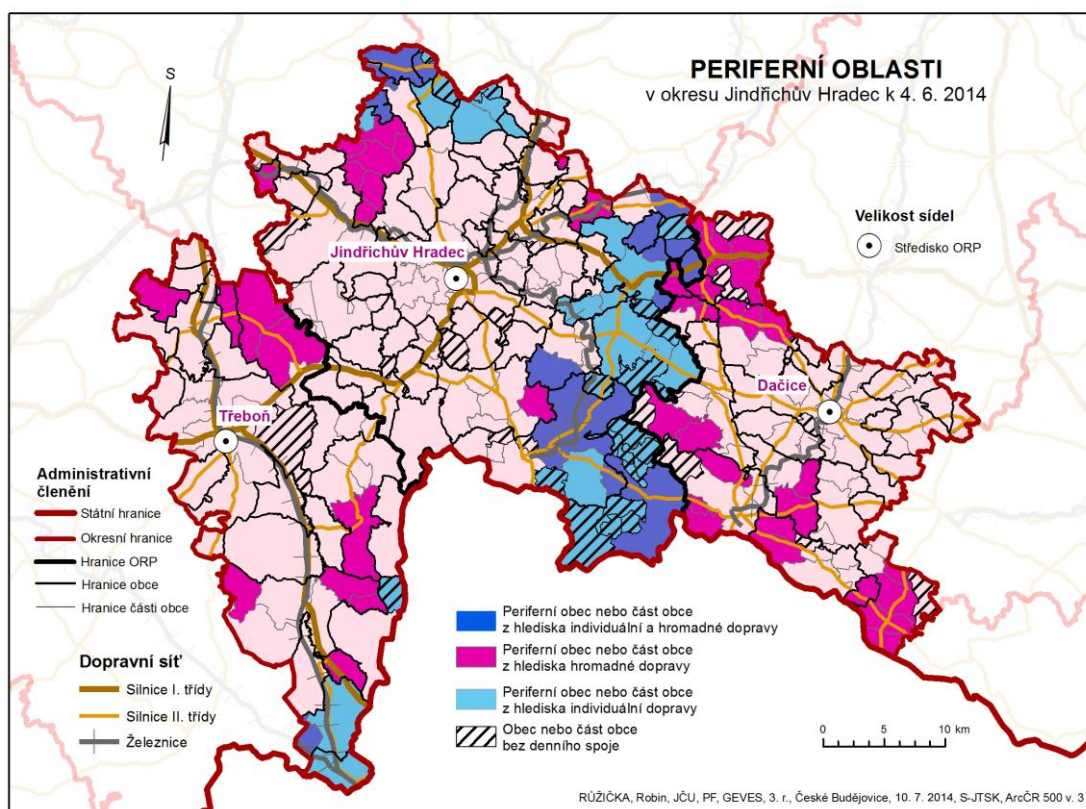 PERIFERNÍ OBLASTI
v okresu Jindřichův Hradec k 4. 6. 2014
S
Velikost sídel
Středisko ORP
Jindřichův Hradec
Dačice
Třeboň
Administrativní
členění
Státní hranice
Okresní hranice
Hranice ORP
Hranice obce
Hranice části obce
Dopravní síť
Silnice I. třídy
Silnice II. třídy
Železnice
Periferní obec nebo část obce
z hlediska individuální a hromadné dopravy
Periferní obec nebo část obce
z hlediska hromadné dopravy
Periferní obec nebo část obce
z hlediska individuální dopravy
Obec nebo část obce
bez denního spoje
0 5 10 km
RŮŽIČKA, Robin, JČU, PF, GEVES, 3. r., České Budějovice, 10. 7. 2014, S-JTSK, ArcČR 500 v. 3